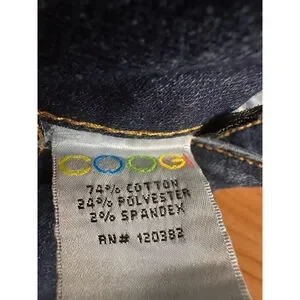 COOGI
74% COTTON
24% POLYESTER
2% SPANDEX
RN# 120382